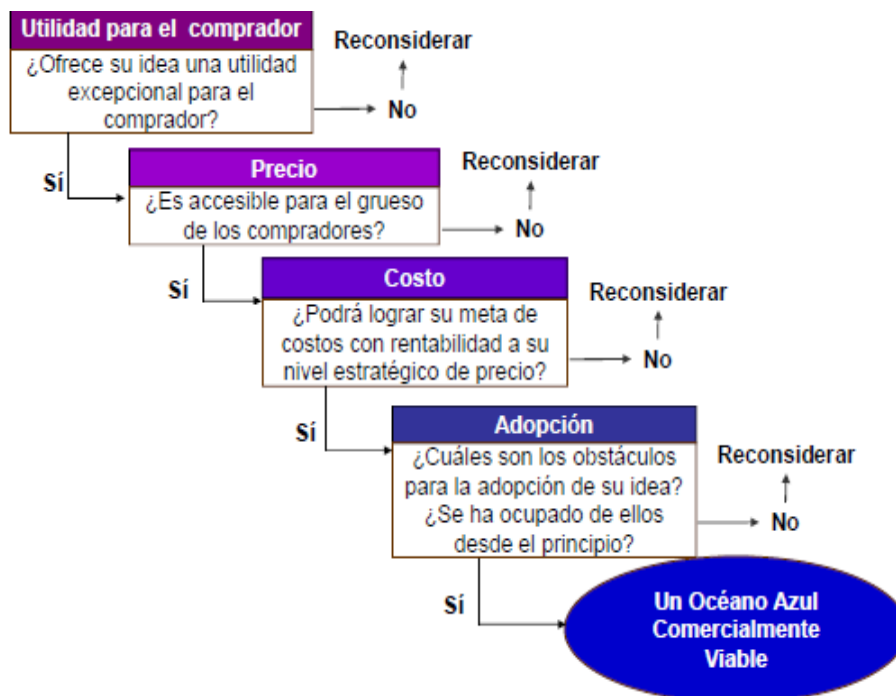 Utilidad para el comprador
¿Ofrece su idea una utilidad
excepcional para el
comprador?
Reconsiderar
No
Sí
Precio
¿Es accesible para el grueso
de los compradores?
Reconsiderar
No
Sí
Costo
¿Podrá lograr su meta de
costos con rentabilidad a su
nivel estratégico de precio?
Reconsiderar
No
Sí
Adopción
¿Cuáles son los obstáculos
para la adopción de su idea?
¿Se ha ocupado de ellos
desde el principio?
Reconsiderar
No
Sí
Un Océano Azul
Comercialmente
Viable